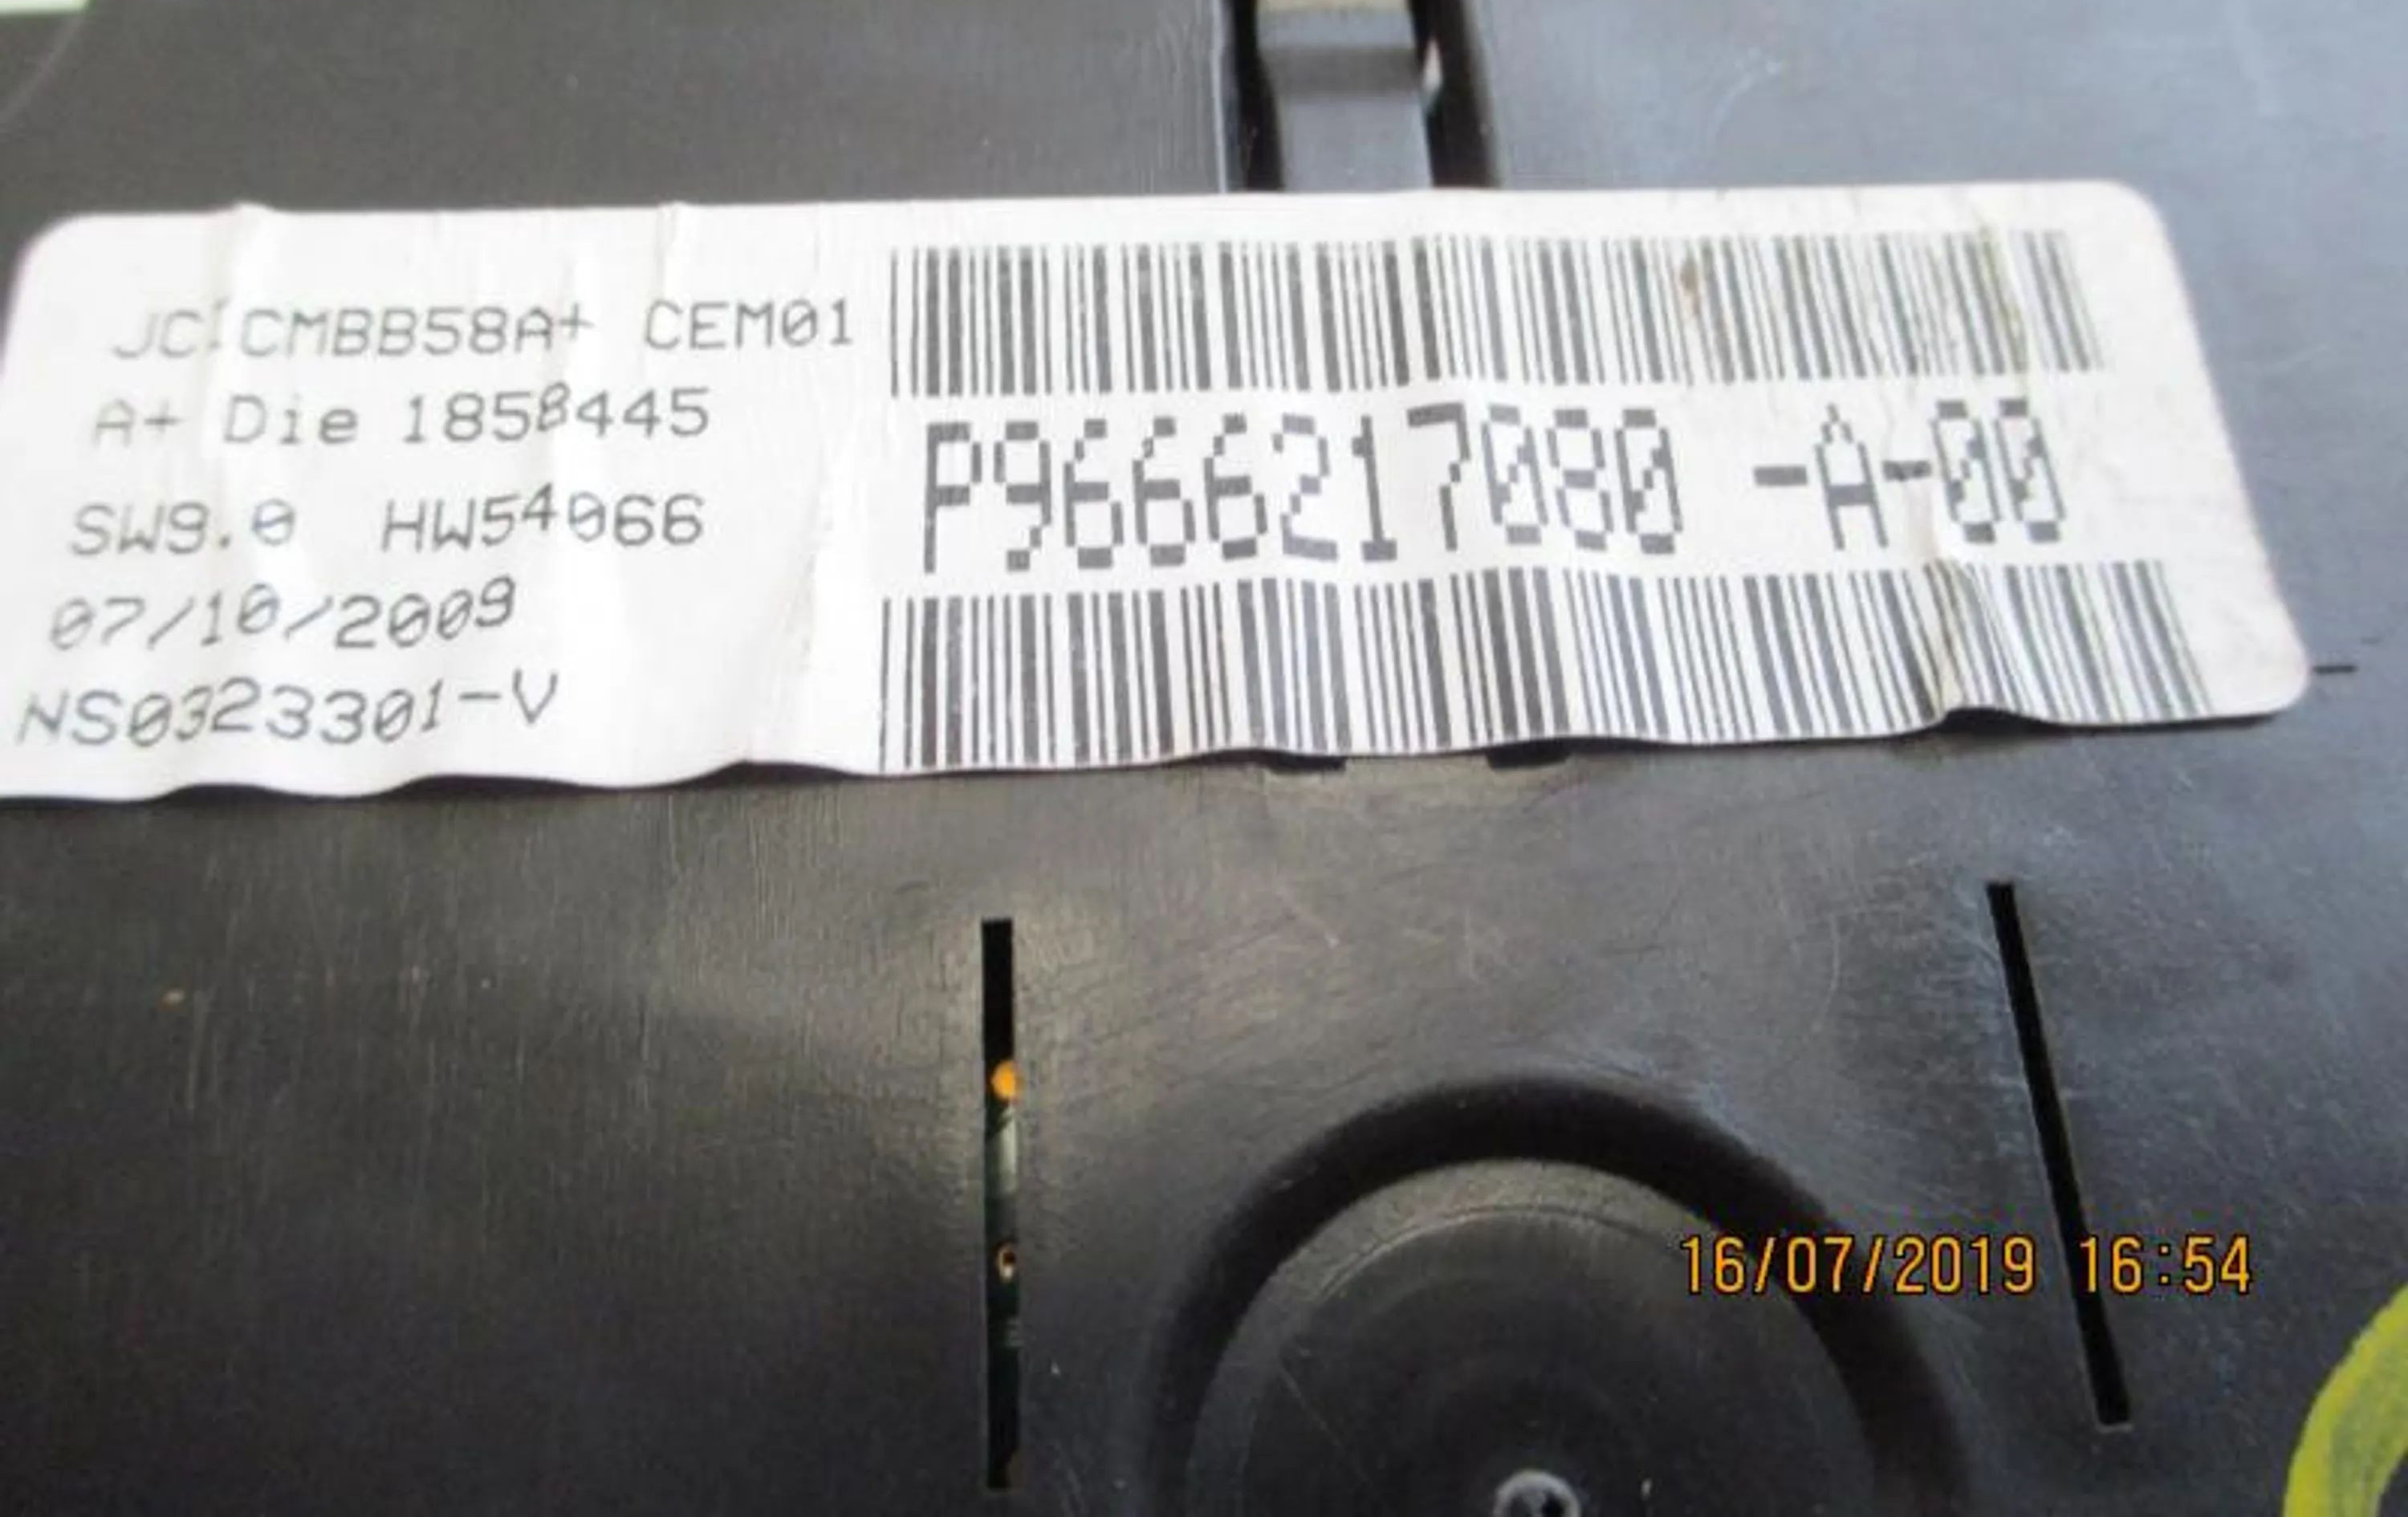 JCI CMBB58A+ CEM01
A+ Die 1858445
SW9.0 HW54066
07/10/2009
NS0323301-V
P9666217080 -A-00
16/07/2019 16:54